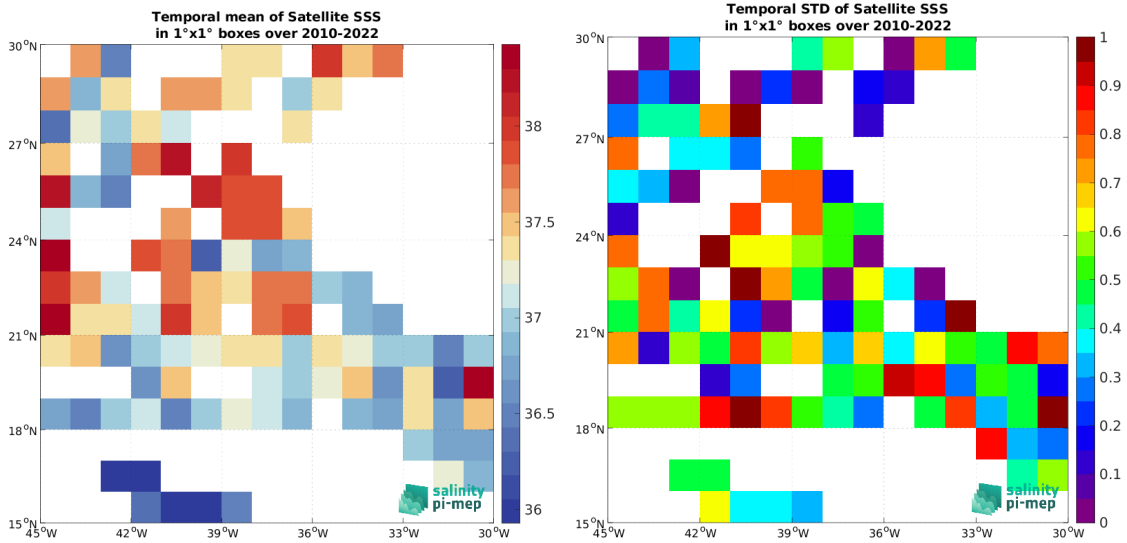 Temporal mean of Satellite SSS
in 1°x1° boxes over 2010-2022
30°N
27°N
24°N
21°N
18°N
15°N
45°W
42°W
39°W
36°W
33°W
30°W
38
37.5
37
36.5
36
salinity
pi-mep
Temporal STD of Satellite SSS
in 1°x1° boxes over 2010-2022
30°N
27°N
24°N
21°N
18°N
15°N
45°W
42°W
39°W
36°W
33°W
30°W
1
0.9
0.8
0.7
0.6
0.5
0.4
0.3
0.2
0.1
0
salinity
pi-mep